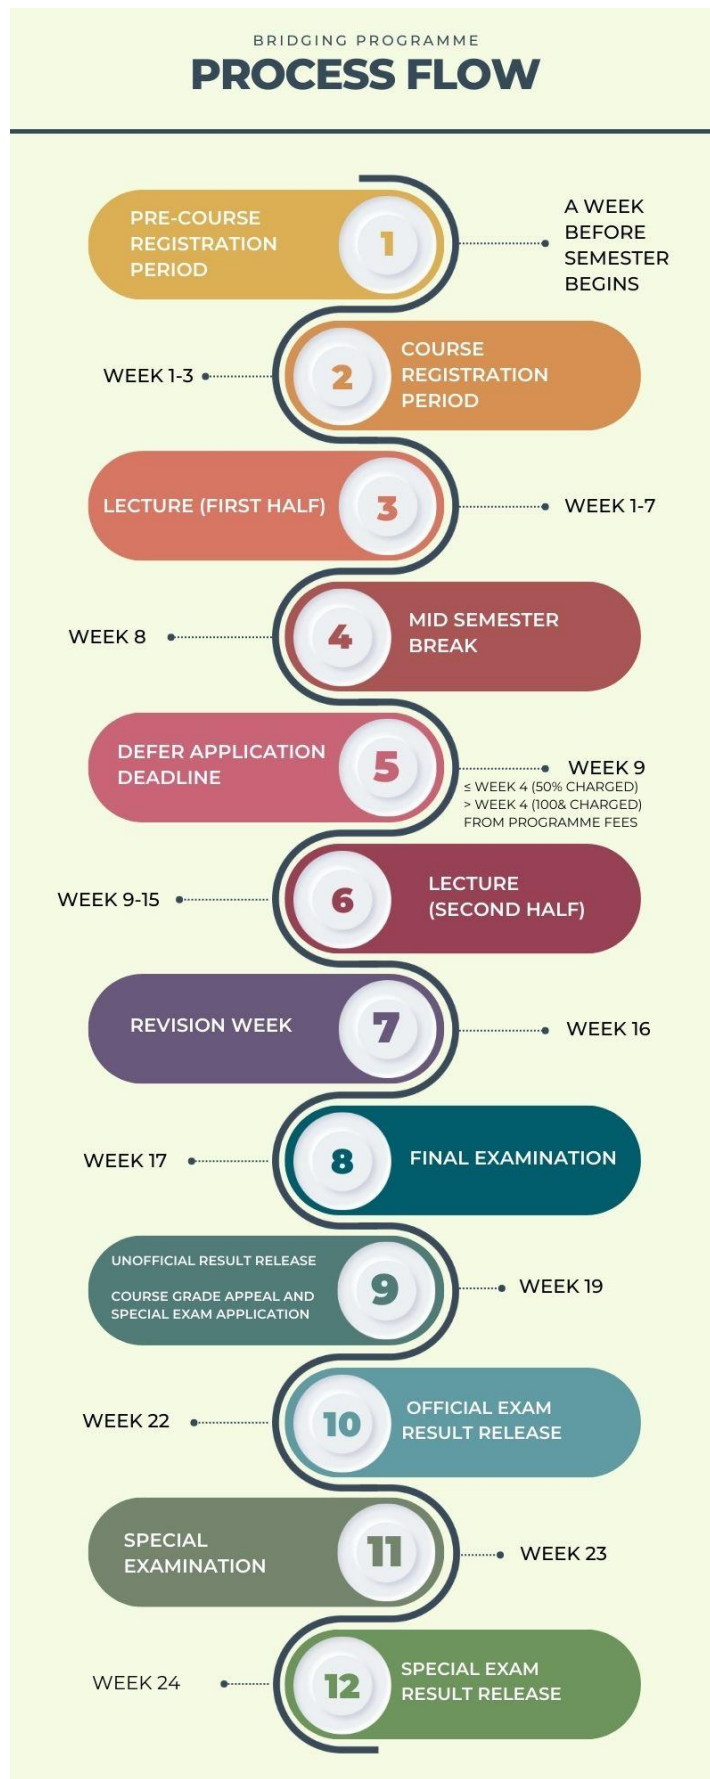 BRIDGING PROGRAMME
PROCESS FLOW
PRE-COURSE
REGISTRATION
PERIOD
1
A WEEK
BEFORE
SEMESTER
BEGINS
WEEK 1-3
2
COURSE
REGISTRATION
PERIOD
LECTURE (FIRST HALF)
3
WEEK 1-7
WEEK 8
4
MID SEMESTER
BREAK
DEFER APPLICATION
DEADLINE
5
WEEK 9
≤ WEEK 4 (50% CHARGED)
> WEEK 4 (100& CHARGED)
FROM PROGRAMME FEES
WEEK 9-15
6
LECTURE
(SECOND HALF)
REVISION WEEK
7
WEEK 16
WEEK 17
8
FINAL EXAMINATION
UNOFFICIAL RESULT RELEASE
COURSE GRADE APPEAL AND
SPECIAL EXAM APPLICATION
9
WEEK 19
WEEK 22
10
OFFICIAL EXAM
RESULT RELEASE
SPECIAL
EXAMINATION
11
WEEK 23
WEEK 24
12
SPECIAL EXAM
RESULT RELEASE